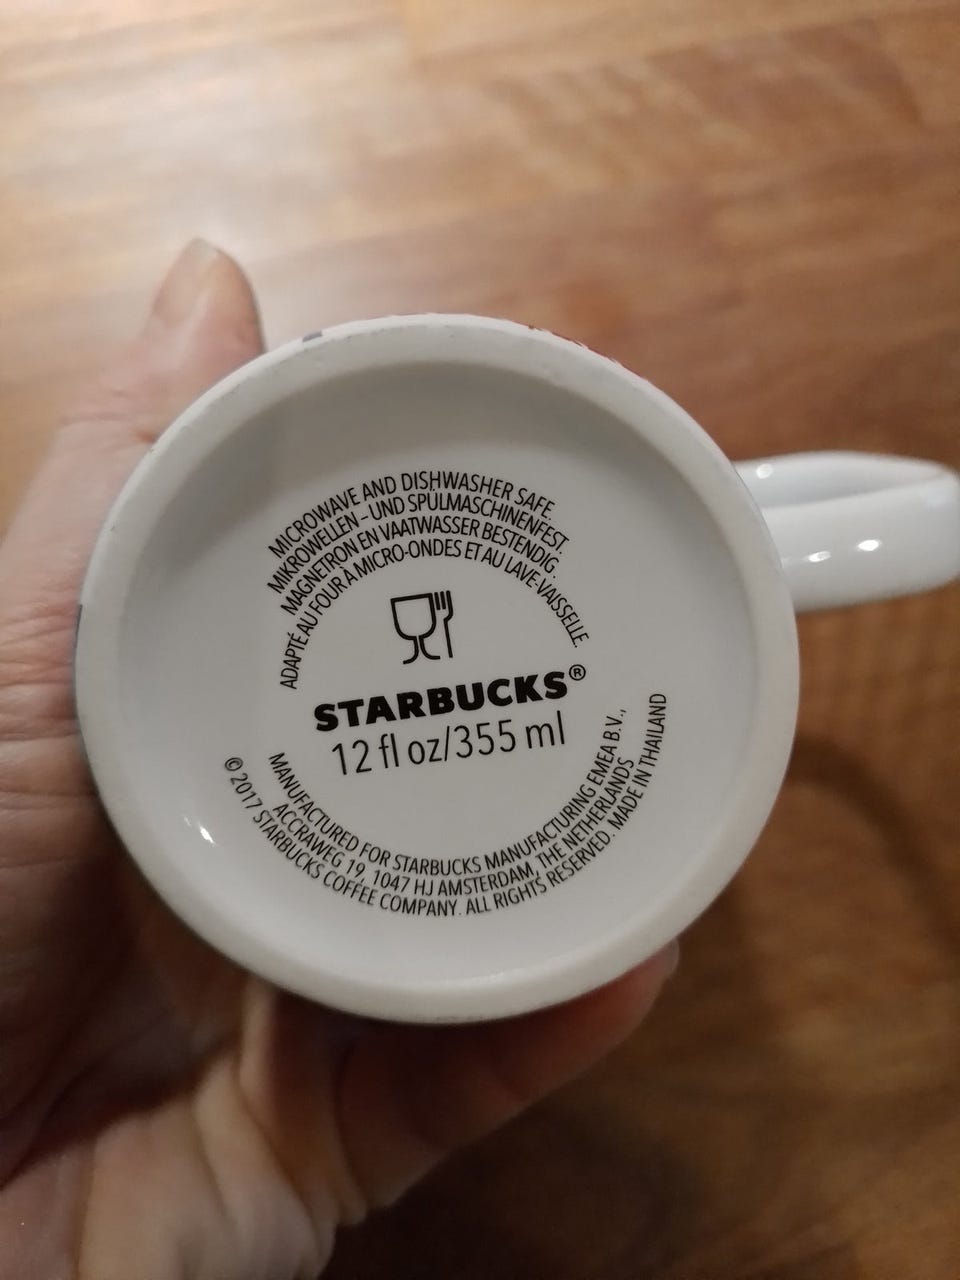 MICROWAVE AND DISHWASHER SAFE.
MIKROWELLEN - UND SPÜLMASCHINENFEST.
MAGNETRON EN VAATWASSER BESTENDIG.
ADAPTÉ AU FOUR A MICRO-ONDES ET AU LAVE-VAISSELLE.
STARBUCKS®
12 fl oz/355 ml
MANUFACTURED FOR STARBUCKS MANUFACTURING EMEA B.V.,
ACCRAWEG 19, 1047 HJ AMSTERDAM, THE NETHERLANDS
© 2017 STARBUCKS COFFEE COMPANY. ALL RIGHTS RESERVED. MADE IN THAILAND